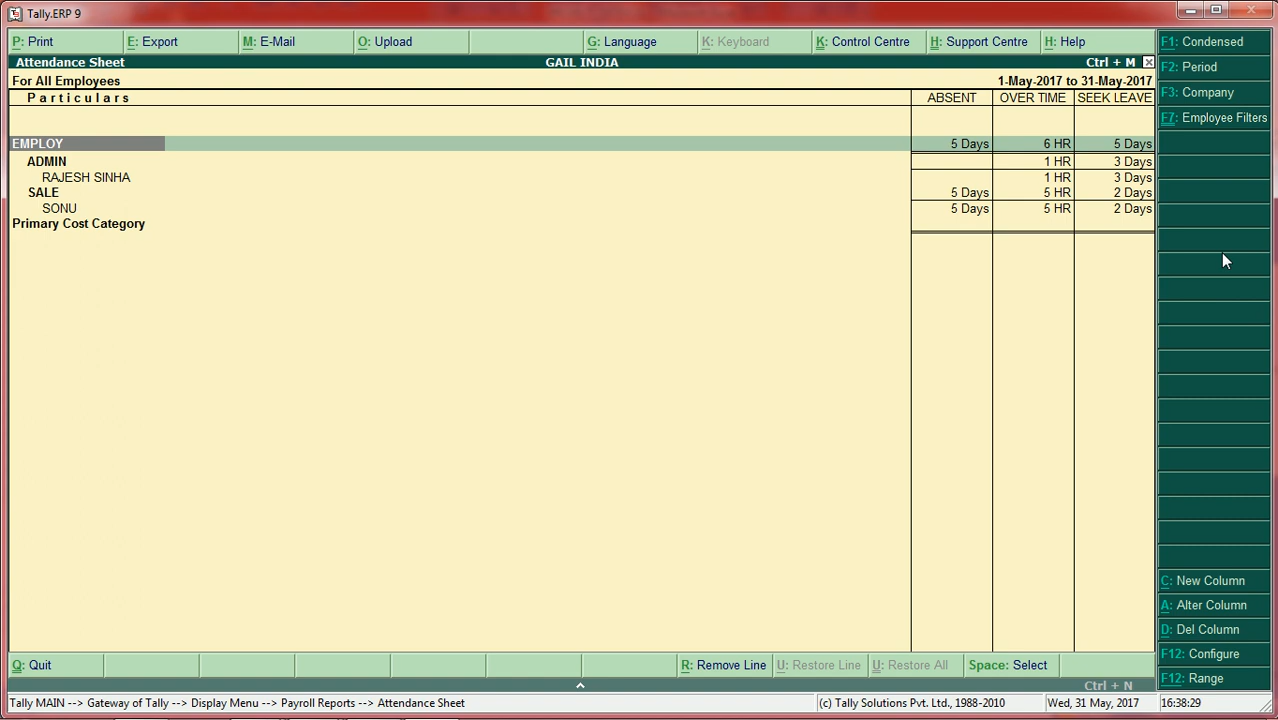 Tally.ERP 9
P: Print E: Export M: E-Mail O: Upload G: Language K: Keyboard K: Control Centre H: Support Centre H: Help
Attendance Sheet GAIL INDIA Ctrl + M
For All Employees 1-May-2017 to 31-May-2017
Particulars ABSENT OVER TIME SEEK LEAVE
EMPLOY 5 Days 6 HR 5 Days
ADMIN 1 HR 3 Days
RAJESH SINHA 1 HR 3 Days
SALE 5 Days 5 HR 2 Days
SONU 5 Days 5 HR 2 Days
Primary Cost Category
F1: Condensed
F2: Period
F3: Company
F7: Employee Filters
C: New Column
A: Alter Column
D: Del Column
F12: Configure
F12: Range
Q: Quit R: Remove Line U: Restore Line U: Restore All Space: Select
Ctrl + N
Tally MAIN --> Gateway of Tally --> Display Menu --> Payroll Reports --> Attendance Sheet (c) Tally Solutions Pvt. Ltd., 1988-2010 Wed, 31 May, 2017 16:38:29